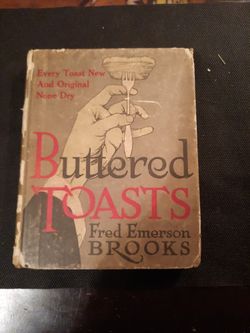 Every Toast New
And Original
None Dry
Buttered
TOASTS
Fred Emerson
BROOKS